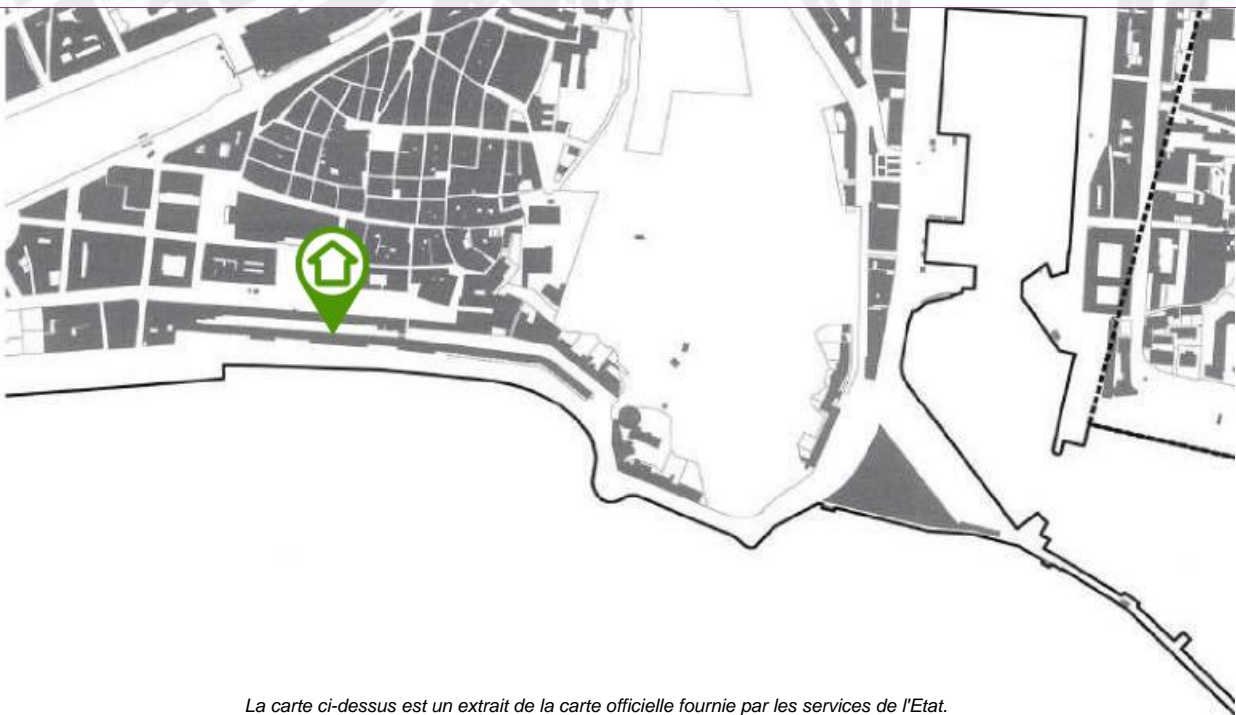 La carte ci-dessus est un extrait de la carte officielle fournie par les services de l'Etat.